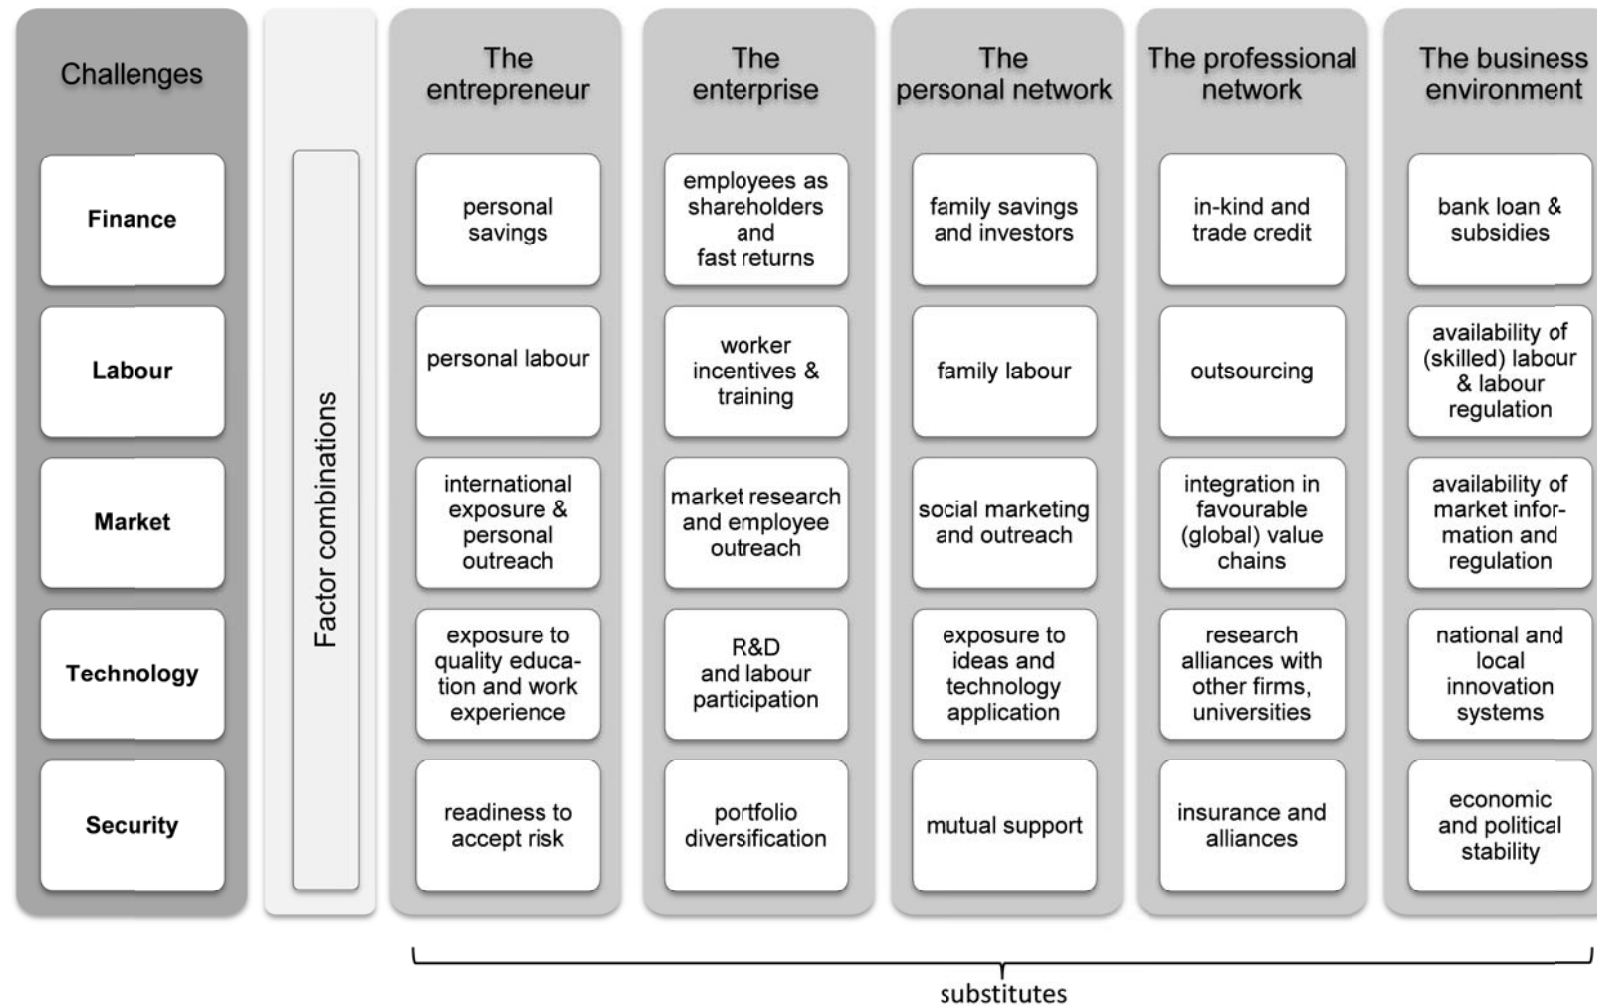 Challenges
Factor combinations
The
entrepreneur
The
enterprise
The
personal network
The professional
network
The business
environment
Finance
personal
savings
employees as
shareholders
and
fast returns
family savings
and investors
in-kind and
trade credit
bank loan &
subsidies
Labour
personal labour
worker
incentives &
training
family labour
outsourcing
availability of
(skilled) labour
& labour
regulation
Market
international
exposure &
personal
outreach
market research
and employee
outreach
social marketing
and outreach
integration in
favourable
(global) value
chains
availability of
market infor-
mation and
regulation
Technology
exposure to
quality educa-
tion and work
experience
R&D
and labour
participation
exposure to
ideas and
technology
application
research
alliances with
other firms,
universities
national and
local
innovation
systems
Security
readiness to
accept risk
portfolio
diversification
mutual support
insurance and
alliances
economic
and political
stability
substitutes